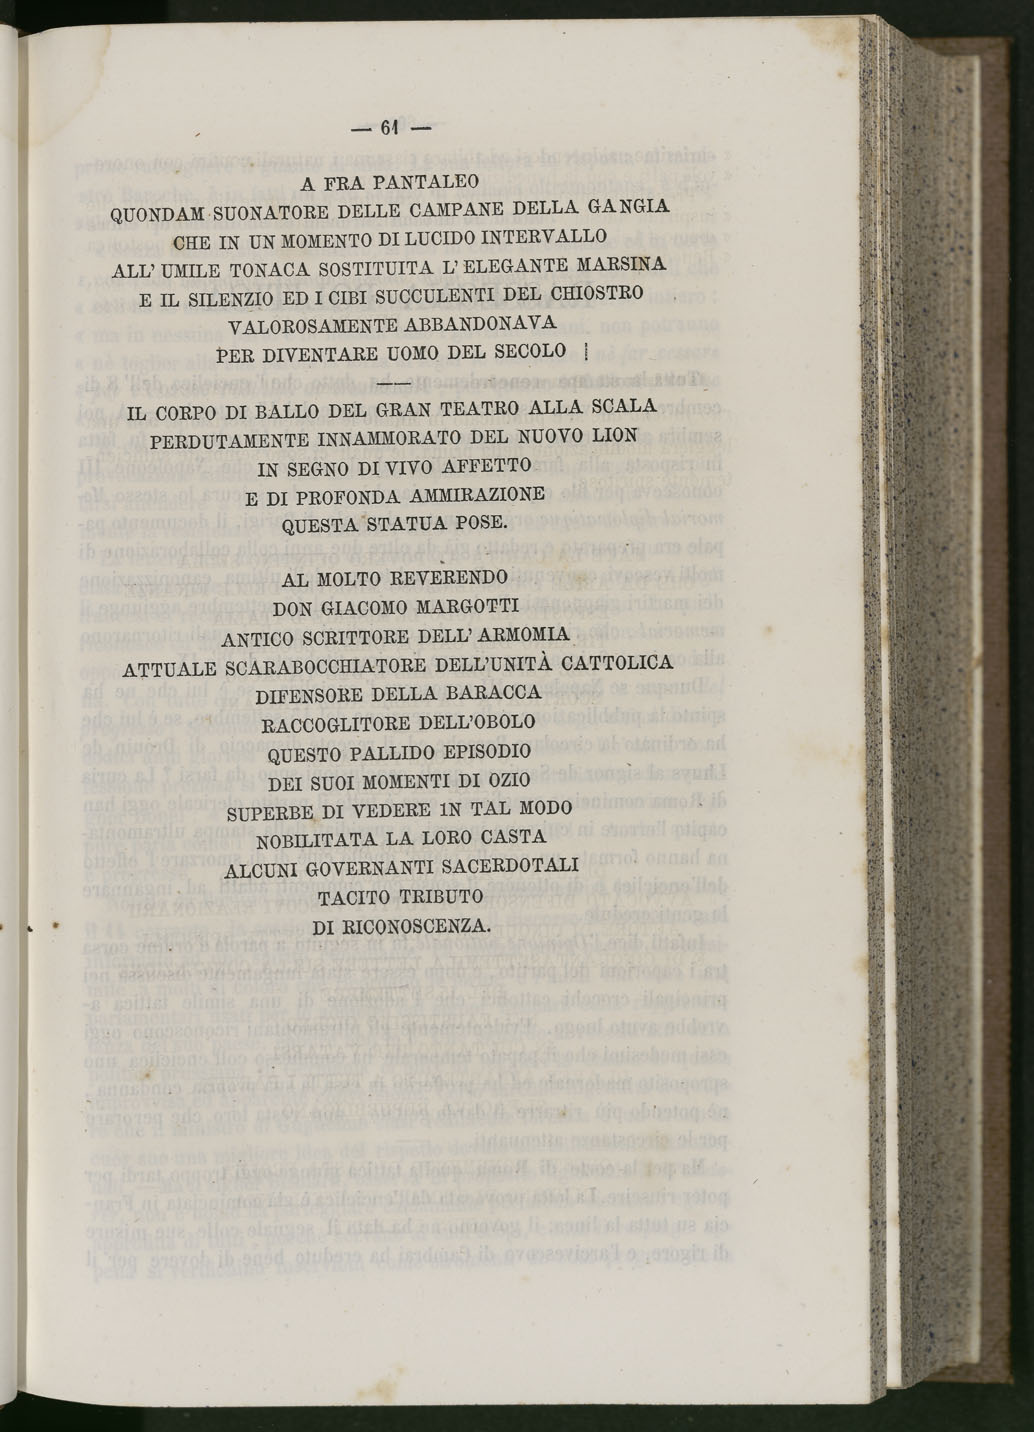 — 61 —
A FRA PANTALEO
QUONDAM SUONATORE DELLE CAMPANE DELLA GANGIA
CHE IN UN MOMENTO DI LUCIDO INTERVALLO
ALL' UMILE TONACA SOSTITUITA L' ELEGANTE MARSINA
E IL SILENZIO ED I CIBI SUCCULENTI DEL CHIOSTRO
VALOROSAMENTE ABBANDONAVA
PER DIVENTARE UOMO DEL SECOLO !
——
IL CORPO DI BALLO DEL GRAN TEATRO ALLA SCALA
PERDUTAMENTE INNAMMORATO DEL NUOVO LION
IN SEGNO DI VIVO AFFETTO
E DI PROFONDA AMMIRAZIONE
QUESTA STATUA POSE.
AL MOLTO REVERENDO
DON GIACOMO MARGOTTI
ANTICO SCRITTORE DELL' ARMOMIA
ATTUALE SCARABOCCHIATORE DELL'UNITÀ CATTOLICA
DIFENSORE DELLA BARACCA
RACCOGLITORE DELL'OBOLO
QUESTO PALLIDO EPISODIO
DEI SUOI MOMENTI DI OZIO
SUPERBE DI VEDERE 1N TAL MODO
NOBILITATA LA LORO CASTA
ALCUNI GOVERNANTI SACERDOTALI
TACITO TRIBUTO
DI RICONOSCENZA.